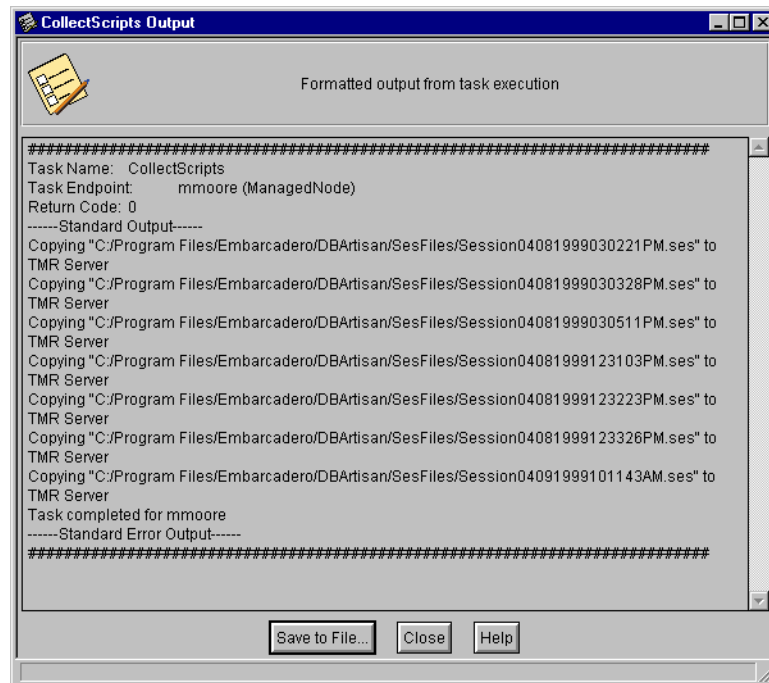 CollectScripts Output
Formatted output from task execution
############################################################################
Task Name: CollectScripts
Task Endpoint: mmoore (ManagedNode)
Return Code: 0
------Standard Output------
Copying "C:/Program Files/Embarcadero/DBArtisan/SesFiles/Session04081999030221PM.ses" to
TMR Server
Copying "C:/Program Files/Embarcadero/DBArtisan/SesFiles/Session04081999030328PM.ses" to
TMR Server
Copying "C:/Program Files/Embarcadero/DBArtisan/SesFiles/Session04081999030511PM.ses" to
TMR Server
Copying "C:/Program Files/Embarcadero/DBArtisan/SesFiles/Session04081999123103PM.ses" to
TMR Server
Copying "C:/Program Files/Embarcadero/DBArtisan/SesFiles/Session04081999123223PM.ses" to
TMR Server
Copying "C:/Program Files/Embarcadero/DBArtisan/SesFiles/Session04081999123326PM.ses" to
TMR Server
Copying "C:/Program Files/Embarcadero/DBArtisan/SesFiles/Session04091999101143AM.ses" to
TMR Server
Task completed for mmoore
------Standard Error Output------
############################################################################
Save to File... Close Help